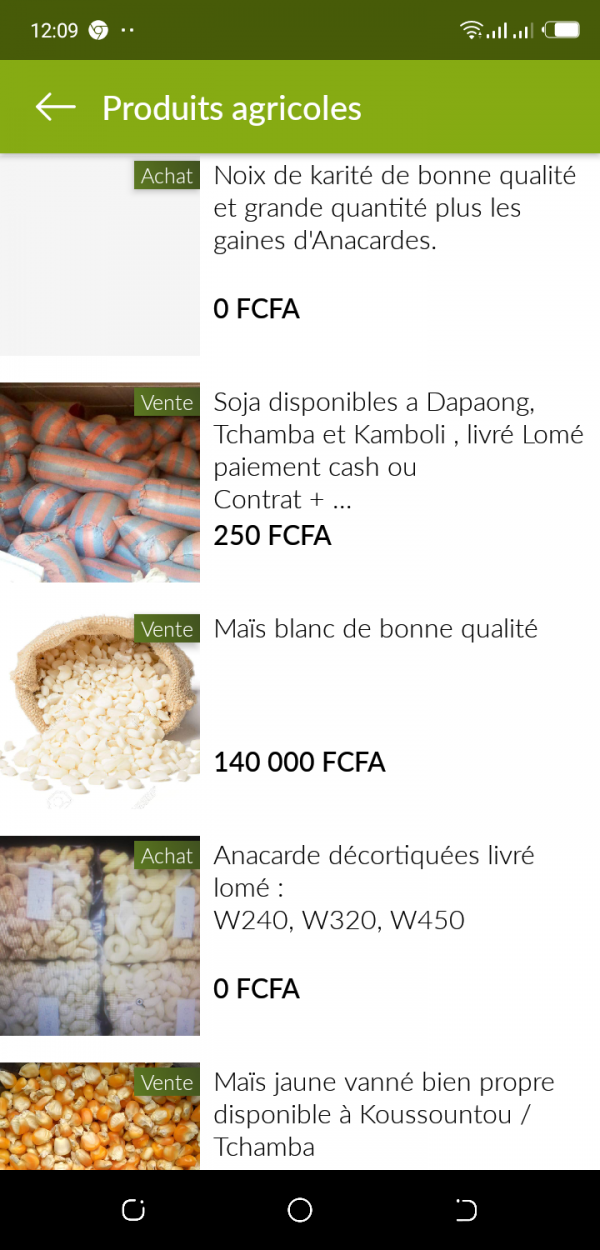 12:09
Produits agricoles
Achat
Noix de karité de bonne qualité
et grande quantité plus les
gaines d'Anacardes.
0 FCFA
Vente
Soja disponibles a Dapaong,
Tchamba et Kamboli , livré Lomé
paiement cash ou
Contrat + ...
250 FCFA
Vente
Maïs blanc de bonne qualité
140 000 FCFA
Achat
Anacarde décortiquées livré
lomé :
W240, W320, W450
0 FCFA
Vente
Maïs jaune vanné bien propre
disponible à Koussountou /
Tchamba